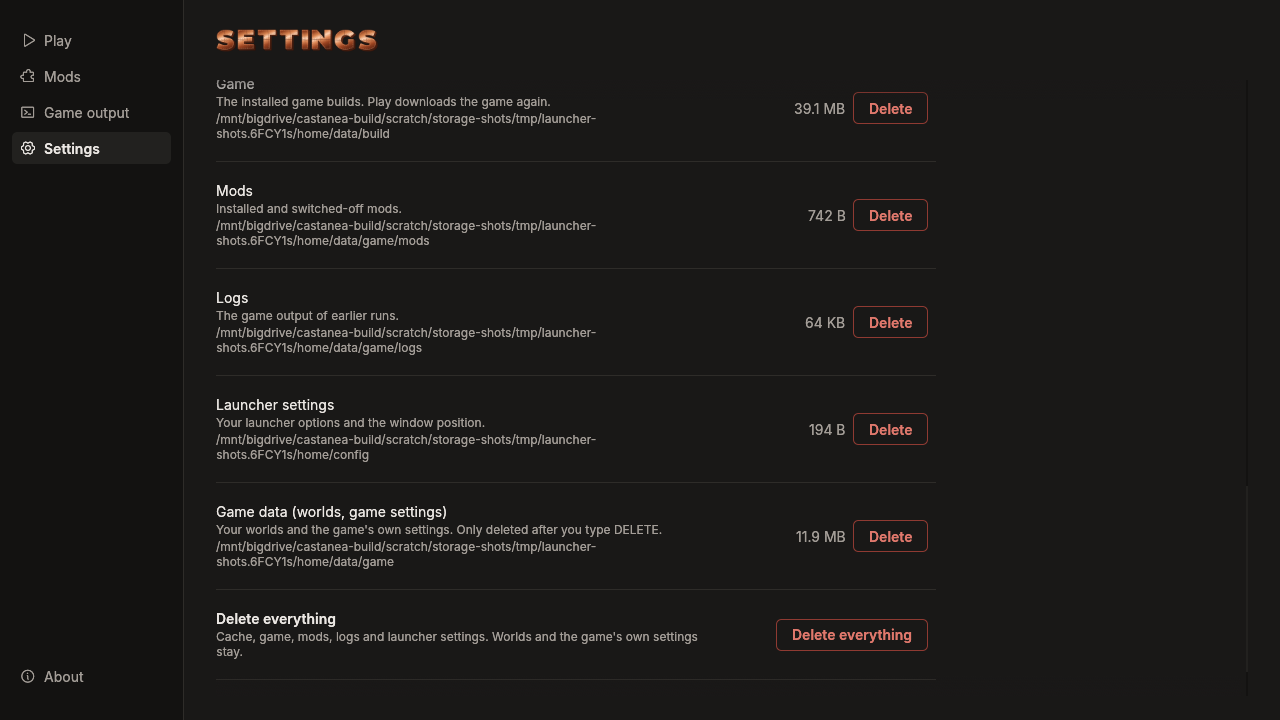 Play
Mods
Game output
Settings
About
SETTINGS
Game
The installed game builds. Play downloads the game again.
/mnt/bigdrive/castanea-build/scratch/storage-shots/tmp/launcher-
shots.6FCY1s/home/data/build
39.1 MB
Delete
Mods
Installed and switched-off mods.
/mnt/bigdrive/castanea-build/scratch/storage-shots/tmp/launcher-
shots.6FCY1s/home/data/game/mods
742 B
Delete
Logs
The game output of earlier runs.
/mnt/bigdrive/castanea-build/scratch/storage-shots/tmp/launcher-
shots.6FCY1s/home/data/game/logs
64 KB
Delete
Launcher settings
Your launcher options and the window position.
/mnt/bigdrive/castanea-build/scratch/storage-shots/tmp/launcher-
shots.6FCY1s/home/config
194 B
Delete
Game data (worlds, game settings)
Your worlds and the game's own settings. Only deleted after you type DELETE.
/mnt/bigdrive/castanea-build/scratch/storage-shots/tmp/launcher-
shots.6FCY1s/home/data/game
11.9 MB
Delete
Delete everything
Cache, game, mods, logs and launcher settings. Worlds and the game's own settings
stay.
Delete everything